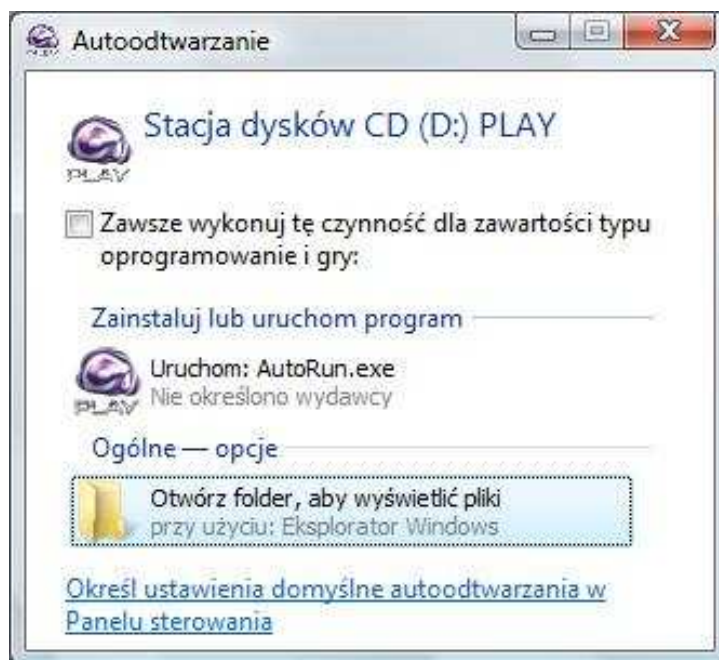 Autoodtwarzanie
Stacja dysków CD (D:) PLAY
PLAY
Zawsze wykonuj tę czynność dla zawartości typu
oprogramowanie i gry:
Zainstaluj lub uruchom program
Uruchom: AutoRun.exe
Nie określono wydawcy
PLAY
Ogólne — opcje
Otwórz folder, aby wyświetlić pliki
przy użyciu: Eksplorator Windows
Określ ustawienia domyślne autoodtwarzania w
Panelu sterowania